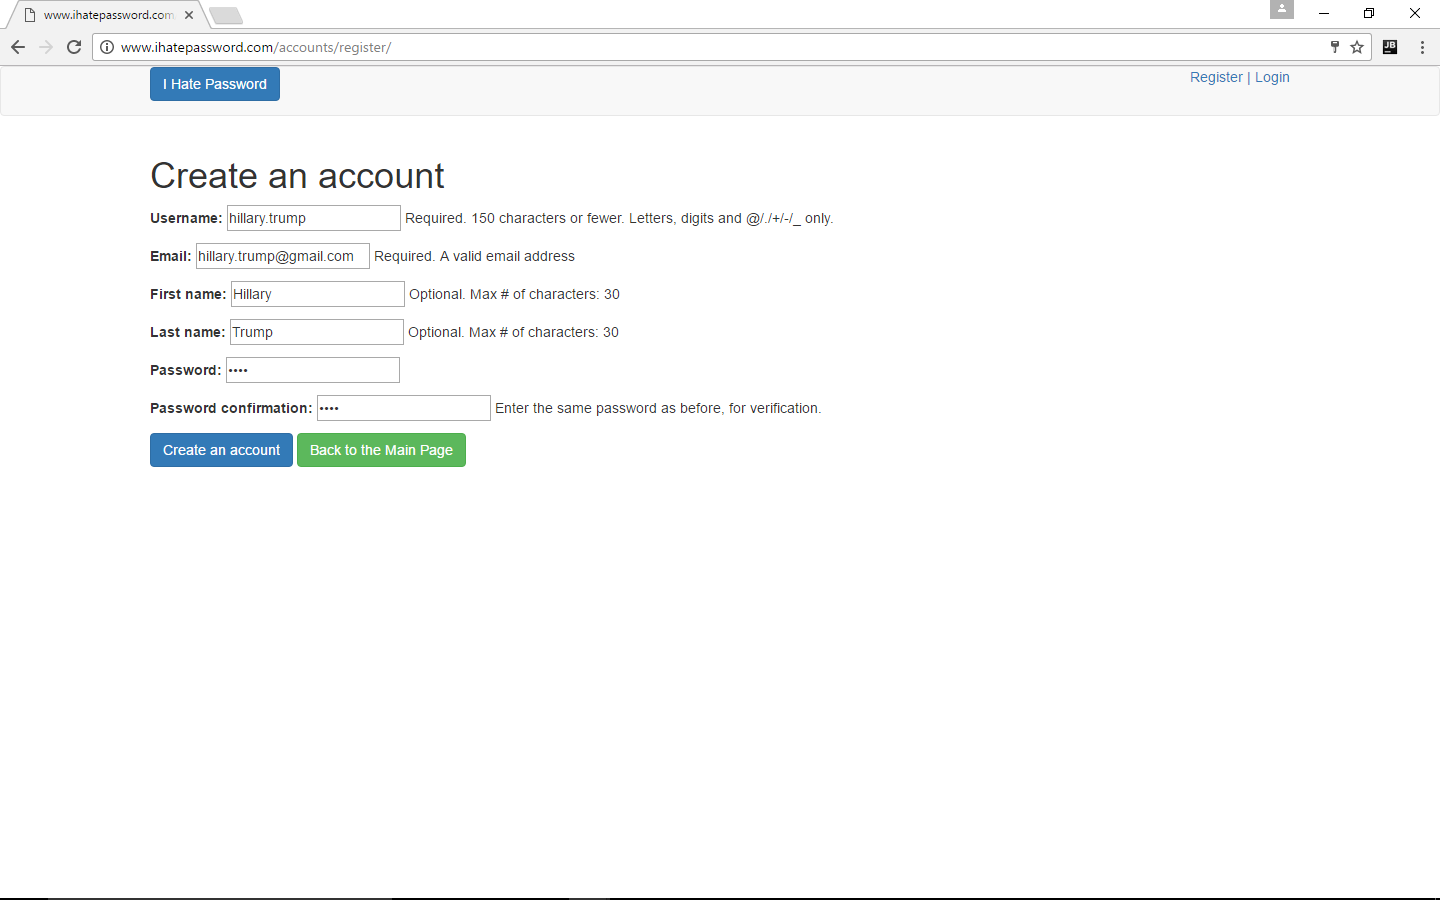 www.ihatepassword.com
www.ihatepassword.com/accounts/register/
JB
I Hate Password
Register | Login
Create an account
Username: hillary.trump Required. 150 characters or fewer. Letters, digits and @/./+/-/_ only.
Email: hillary.trump@gmail.com Required. A valid email address
First name: Hillary Optional. Max # of characters: 30
Last name: Trump Optional. Max # of characters: 30
Password: ••••
Password confirmation: •••• Enter the same password as before, for verification.
Create an account Back to the Main Page